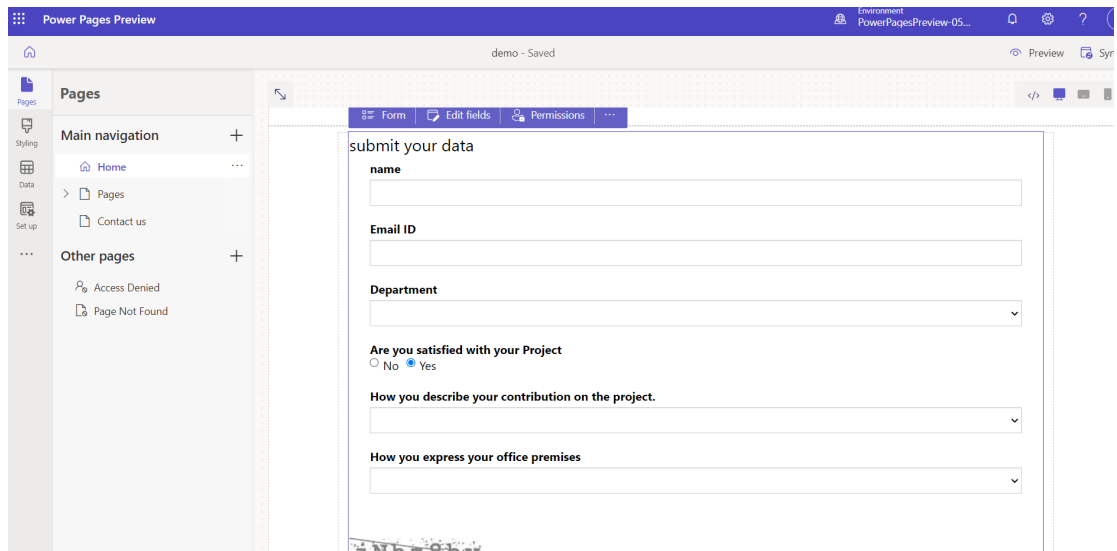 Power Pages Preview
Environment
PowerPagesPreview-05...
demo - Saved
Preview
Pages
Styling
Data
Set up
Pages
Main navigation
Home
Pages
Contact us
Other pages
Access Denied
Page Not Found
Form
Edit fields
Permissions
submit your data
name
Email ID
Department
Are you satisfied with your Project
No Yes
How you describe your contribution on the project.
How you express your office premises